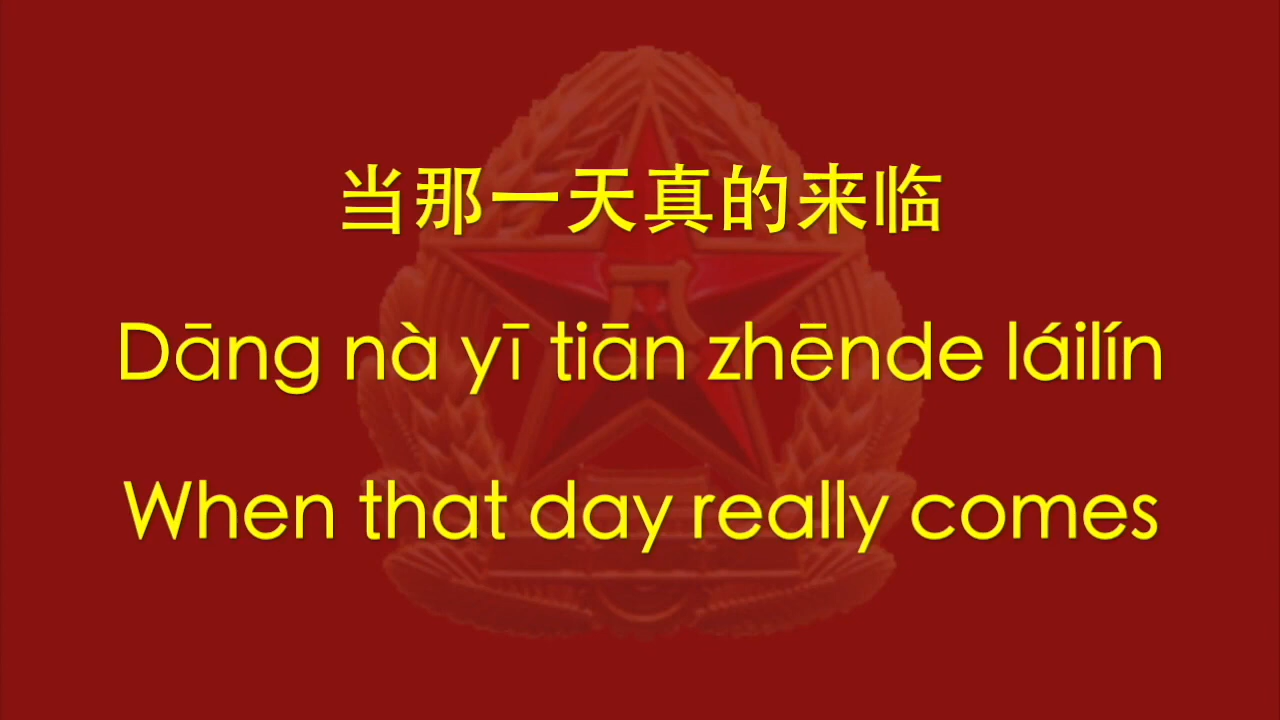 当那一天真的来临
Dāng nà yī tiān zhēnde láilín
When that day really comes